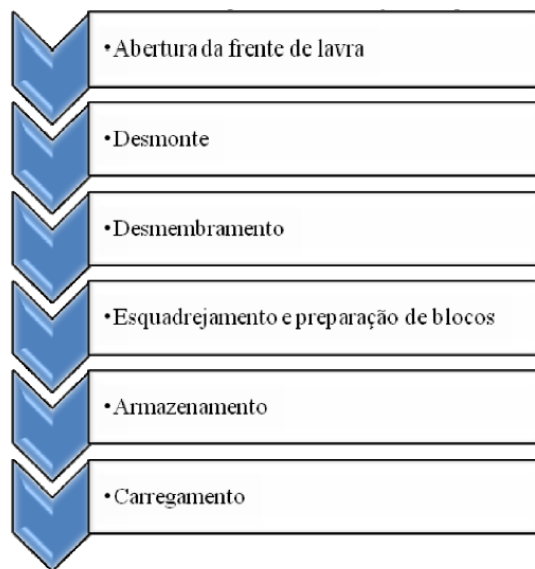 •Abertura da frente de lavra
•Desmonte
•Desmembramento
•Esquadrejamento e preparação de blocos
•Armazenamento
•Carregamento